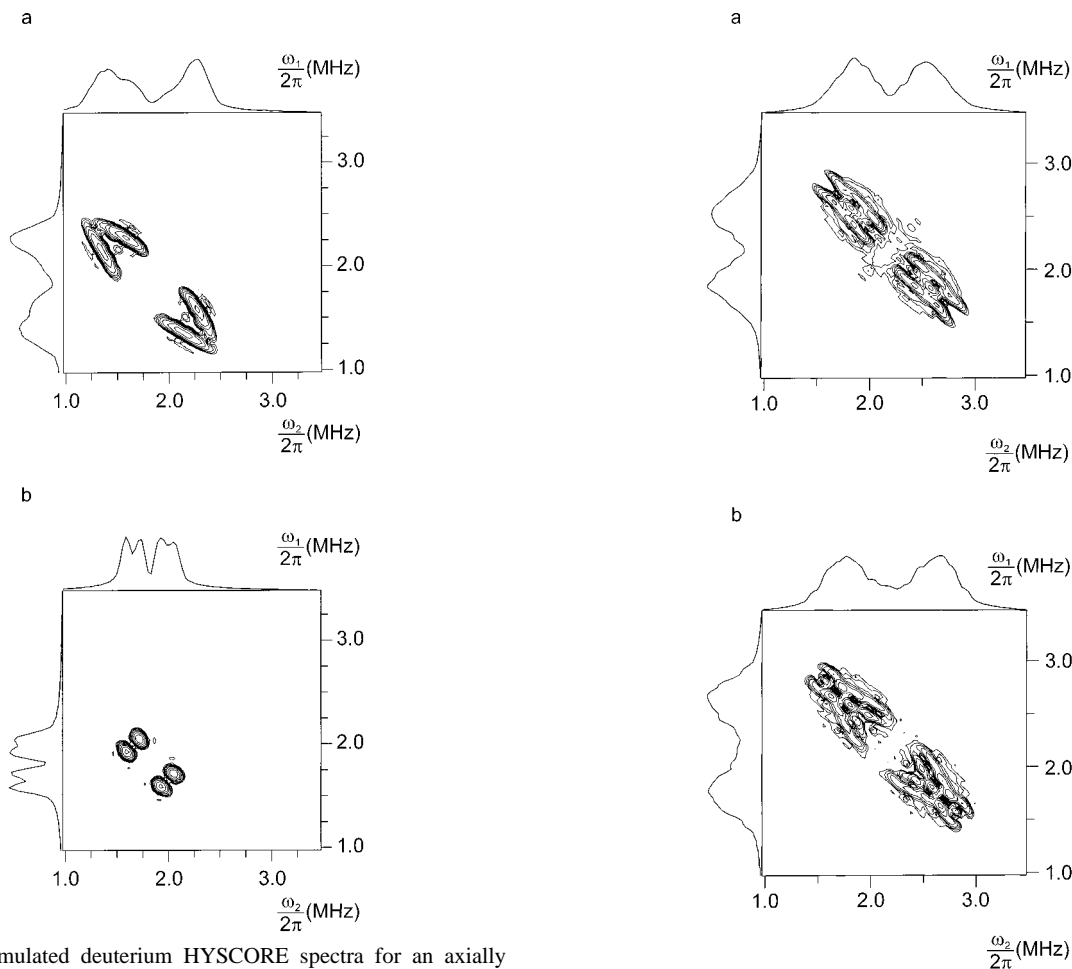 a
ω1/2π (MHz)
3.0
2.0
1.0
1.0 2.0 3.0
ω2/2π (MHz)
b
ω1/2π (MHz)
3.0
2.0
1.0
1.0 2.0 3.0
ω2/2π (MHz)
mulated deuterium HYSCORE spectra for an axially
a
ω1/2π (MHz)
3.0
2.0
1.0
1.0 2.0 3.0
ω2/2π (MHz)
b
ω1/2π (MHz)
3.0
2.0
1.0
1.0 2.0 3.0
ω2/2π (MHz)